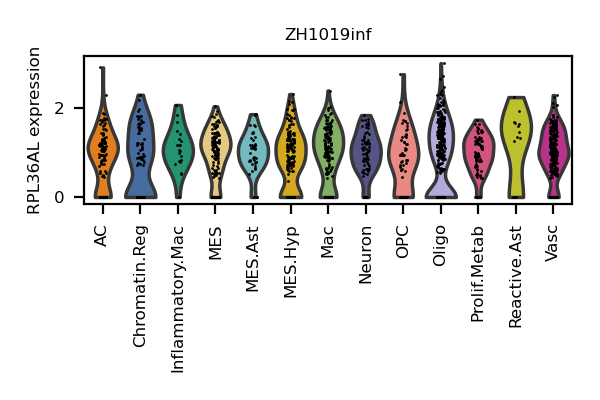 ZH1019inf
RPL36AL expression
2
0
AC
Chromatin.Reg
Inflammatory.Mac
MES
MES.Ast
MES.Hyp
Mac
Neuron
OPC
Oligo
Prolif.Metab
Reactive.Ast
Vasc